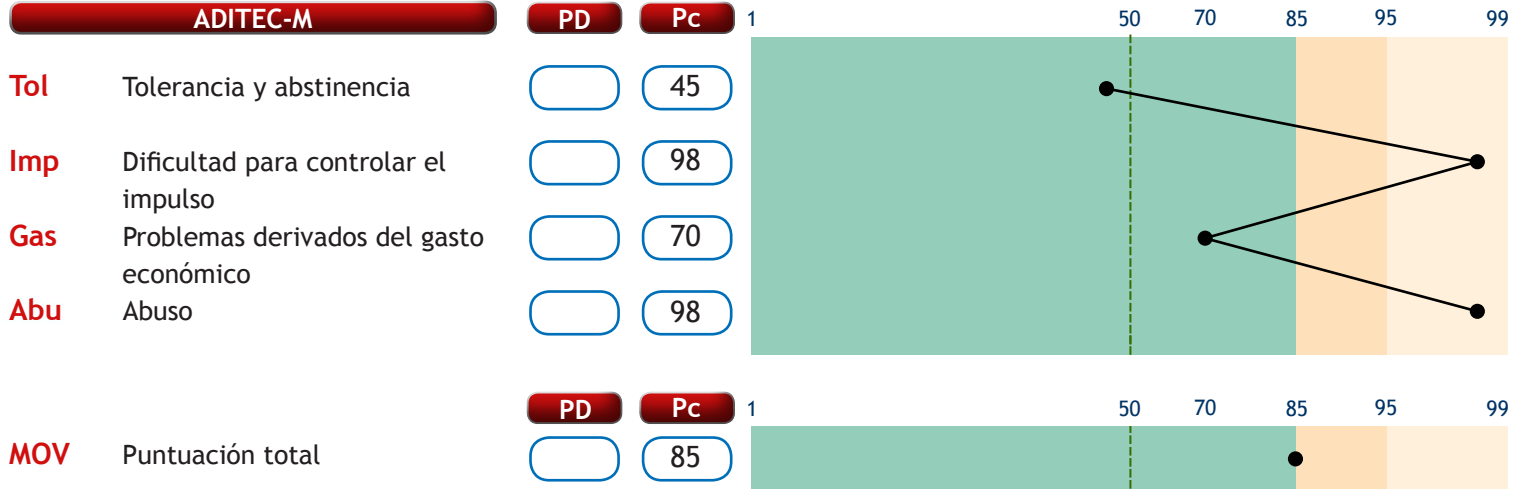 ADITEC-M PD Pc 1 50 70 85 95 99
Tol Tolerancia y abstinencia 45
Imp Dificultad para controlar el 98
impulso
Gas Problemas derivados del gasto 70
económico
Abu Abuso 98
PD Pc 1 50 70 85 95 99
MOV Puntuación total 85